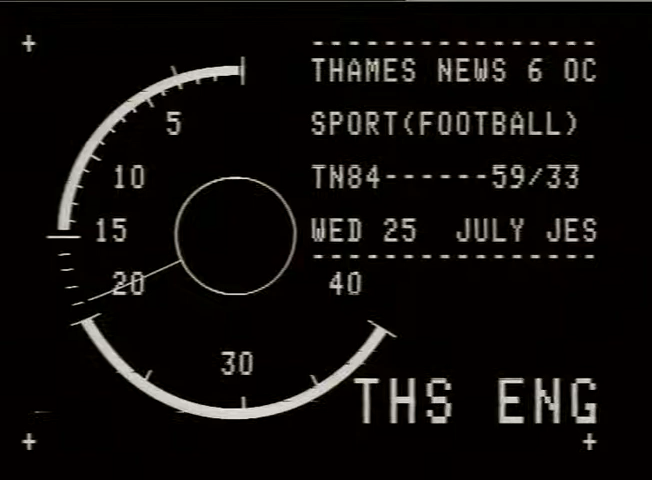 THAMES NEWS 6 OC
SPORT(FOOTBALL)
TN84------59/33
WED 25 JULY JES
5
10
15
20
30
40
THS ENG